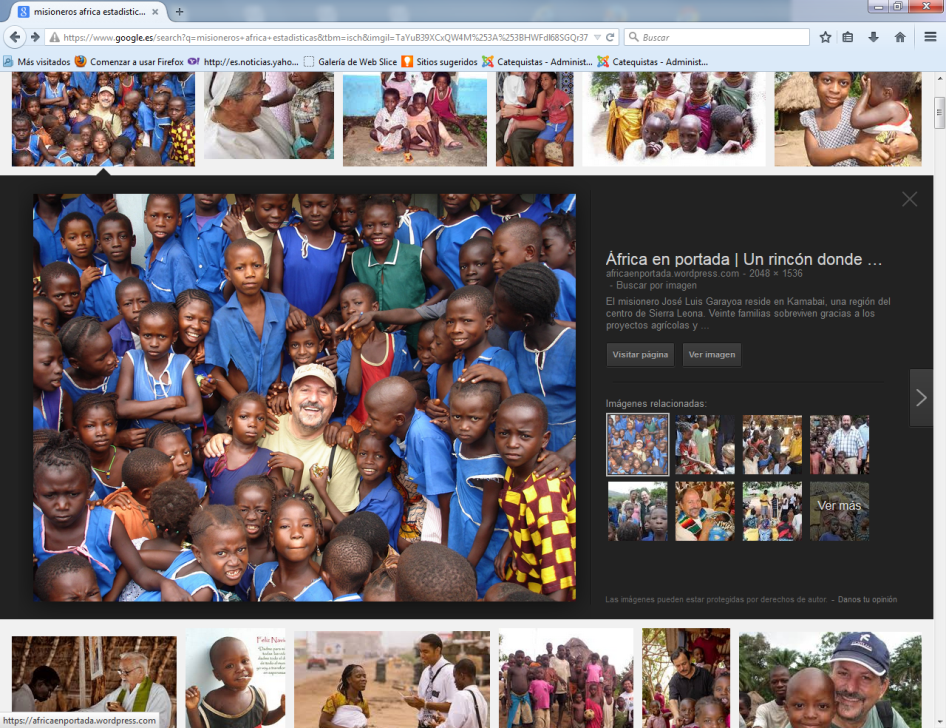 misioneros africa estadistic...
https://www.google.es/search?q=misioneros+africa+estadisticas&tbm=isch&imgil=TaYuB39XCxQW4M%253A%253BHWFdl68SGQr37
Buscar
Más visitados
Comenzar a usar Firefox
http://es.noticias.yahoo...
Galería de Web Slice
Sitios sugeridos
Catequistas - Administ...
Catequistas - Administ...
África en portada | Un rincón donde ...
africaenportada.wordpress.com - 2048 × 1536
- Buscar por imagen
El misionero José Luis Garayoa reside en Kamabai, una región del
centro de Sierra Leona. Veinte familias sobreviven gracias a los
proyectos agrícolas y ...
Visitar página
Ver imagen
Imágenes relacionadas:
Ver más
Las imágenes pueden estar protegidas por derechos de autor. - Danos tu opinión
Feliz Navi
https://africaenportada.wordpress.com